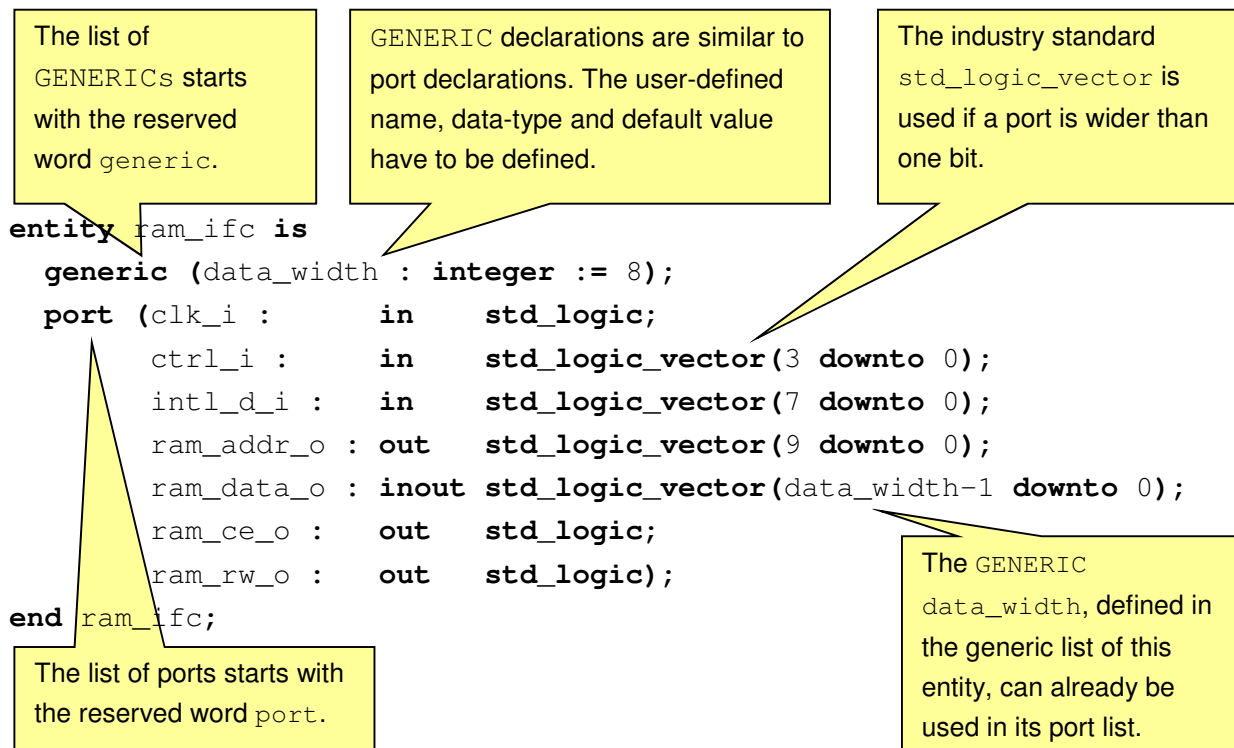 The list of
GENERICs starts
with the reserved
word generic.
GENERIC declarations are similar to
port declarations. The user-defined
name, data-type and default value
have to be defined.
The industry standard
std_logic_vector is
used if a port is wider than
one bit.
entity ram_ifc is
generic (data_width : integer := 8);
port (clk_i : in std_logic;
ctrl_i : in std_logic_vector(3 downto 0);
intl_d_i : in std_logic_vector(7 downto 0);
ram_addr_o : out std_logic_vector(9 downto 0);
ram_data_o : inout std_logic_vector(data_width-1 downto 0);
ram_ce_o : out std_logic;
ram_rw_o : out std_logic);
end ram_ifc;
The list of ports starts with
the reserved word port.
The GENERIC
data_width, defined in
the generic list of this
entity, can already be
used in its port list.